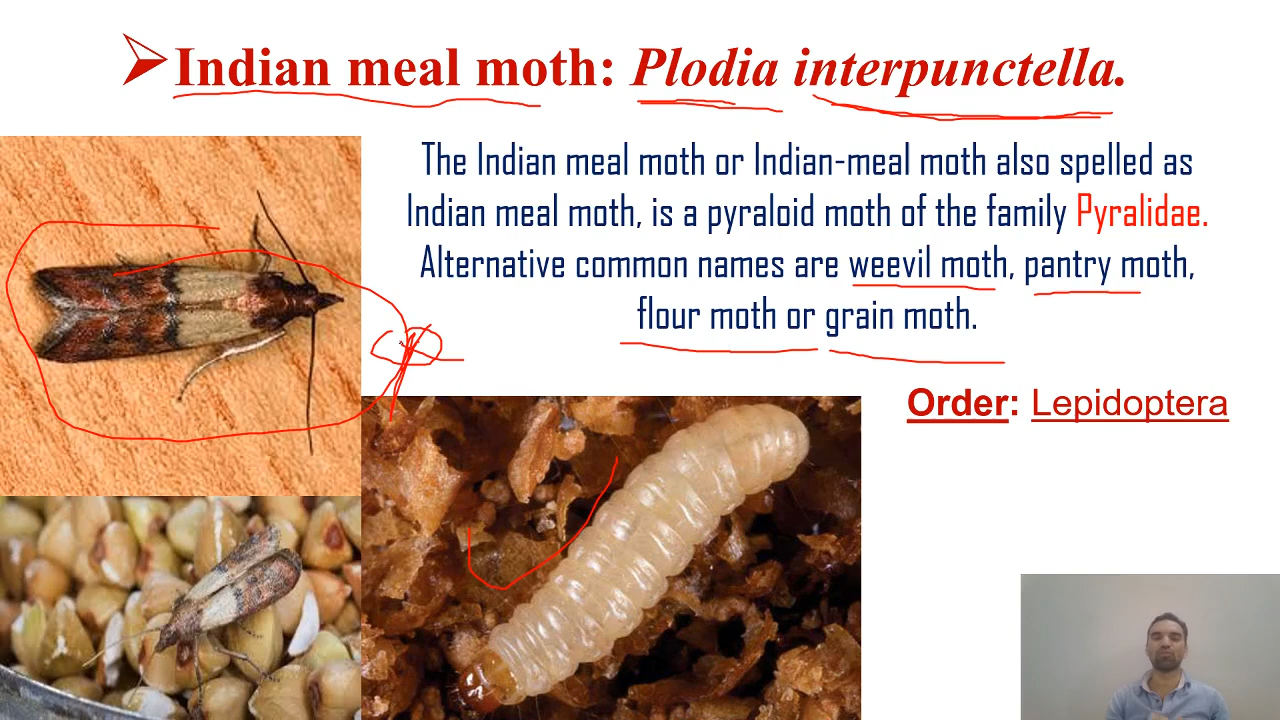 Indian meal moth: Plodia interpunctella.
The Indian meal moth or Indian-meal moth also spelled as
Indian meal moth, is a pyraloid moth of the family Pyralidae.
Alternative common names are weevil moth, pantry moth,
flour moth or grain moth.
Order: Lepidoptera